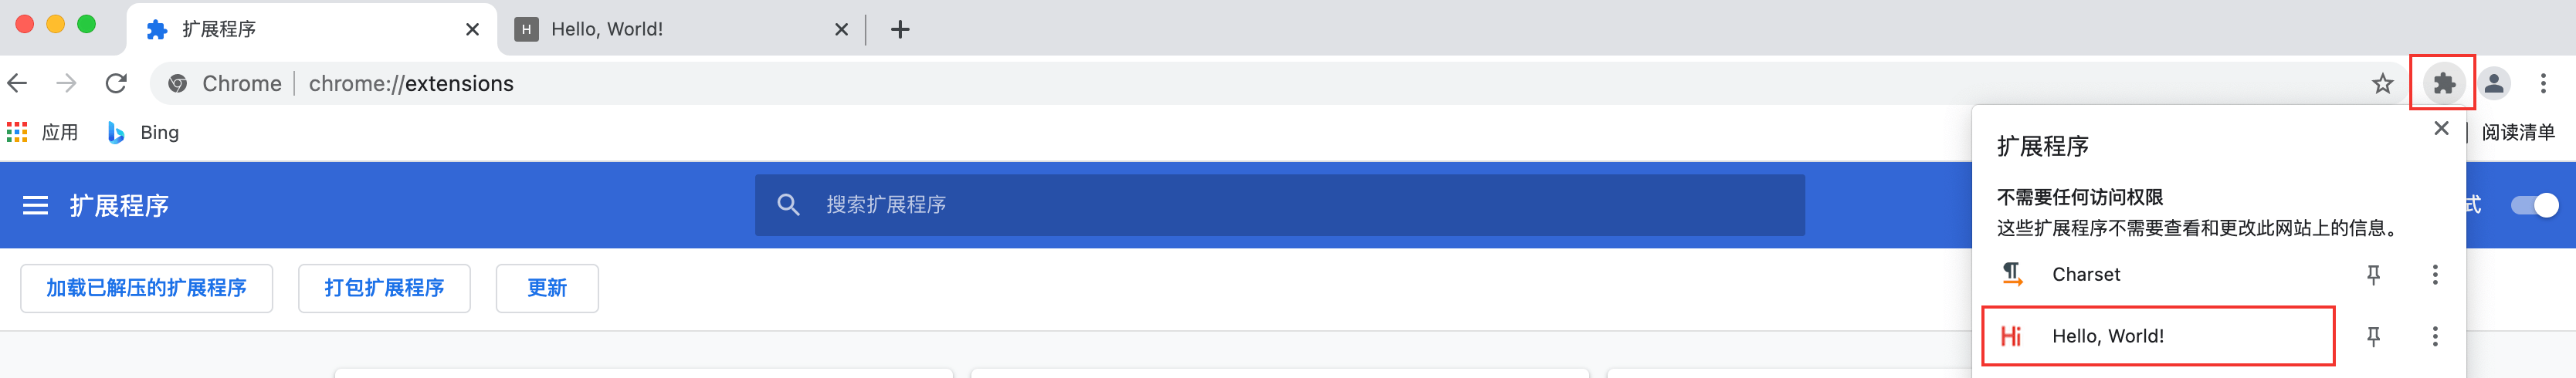 扩展程序
H Hello, World!
Chrome chrome://extensions
应用
Bing
阅读清单
扩展程序
搜索扩展程序
式
加载已解压的扩展程序
打包扩展程序
更新
扩展程序
不需要任何访问权限
这些扩展程序不需要查看和更改此网站上的信息。
Charset
Hi Hello, World!